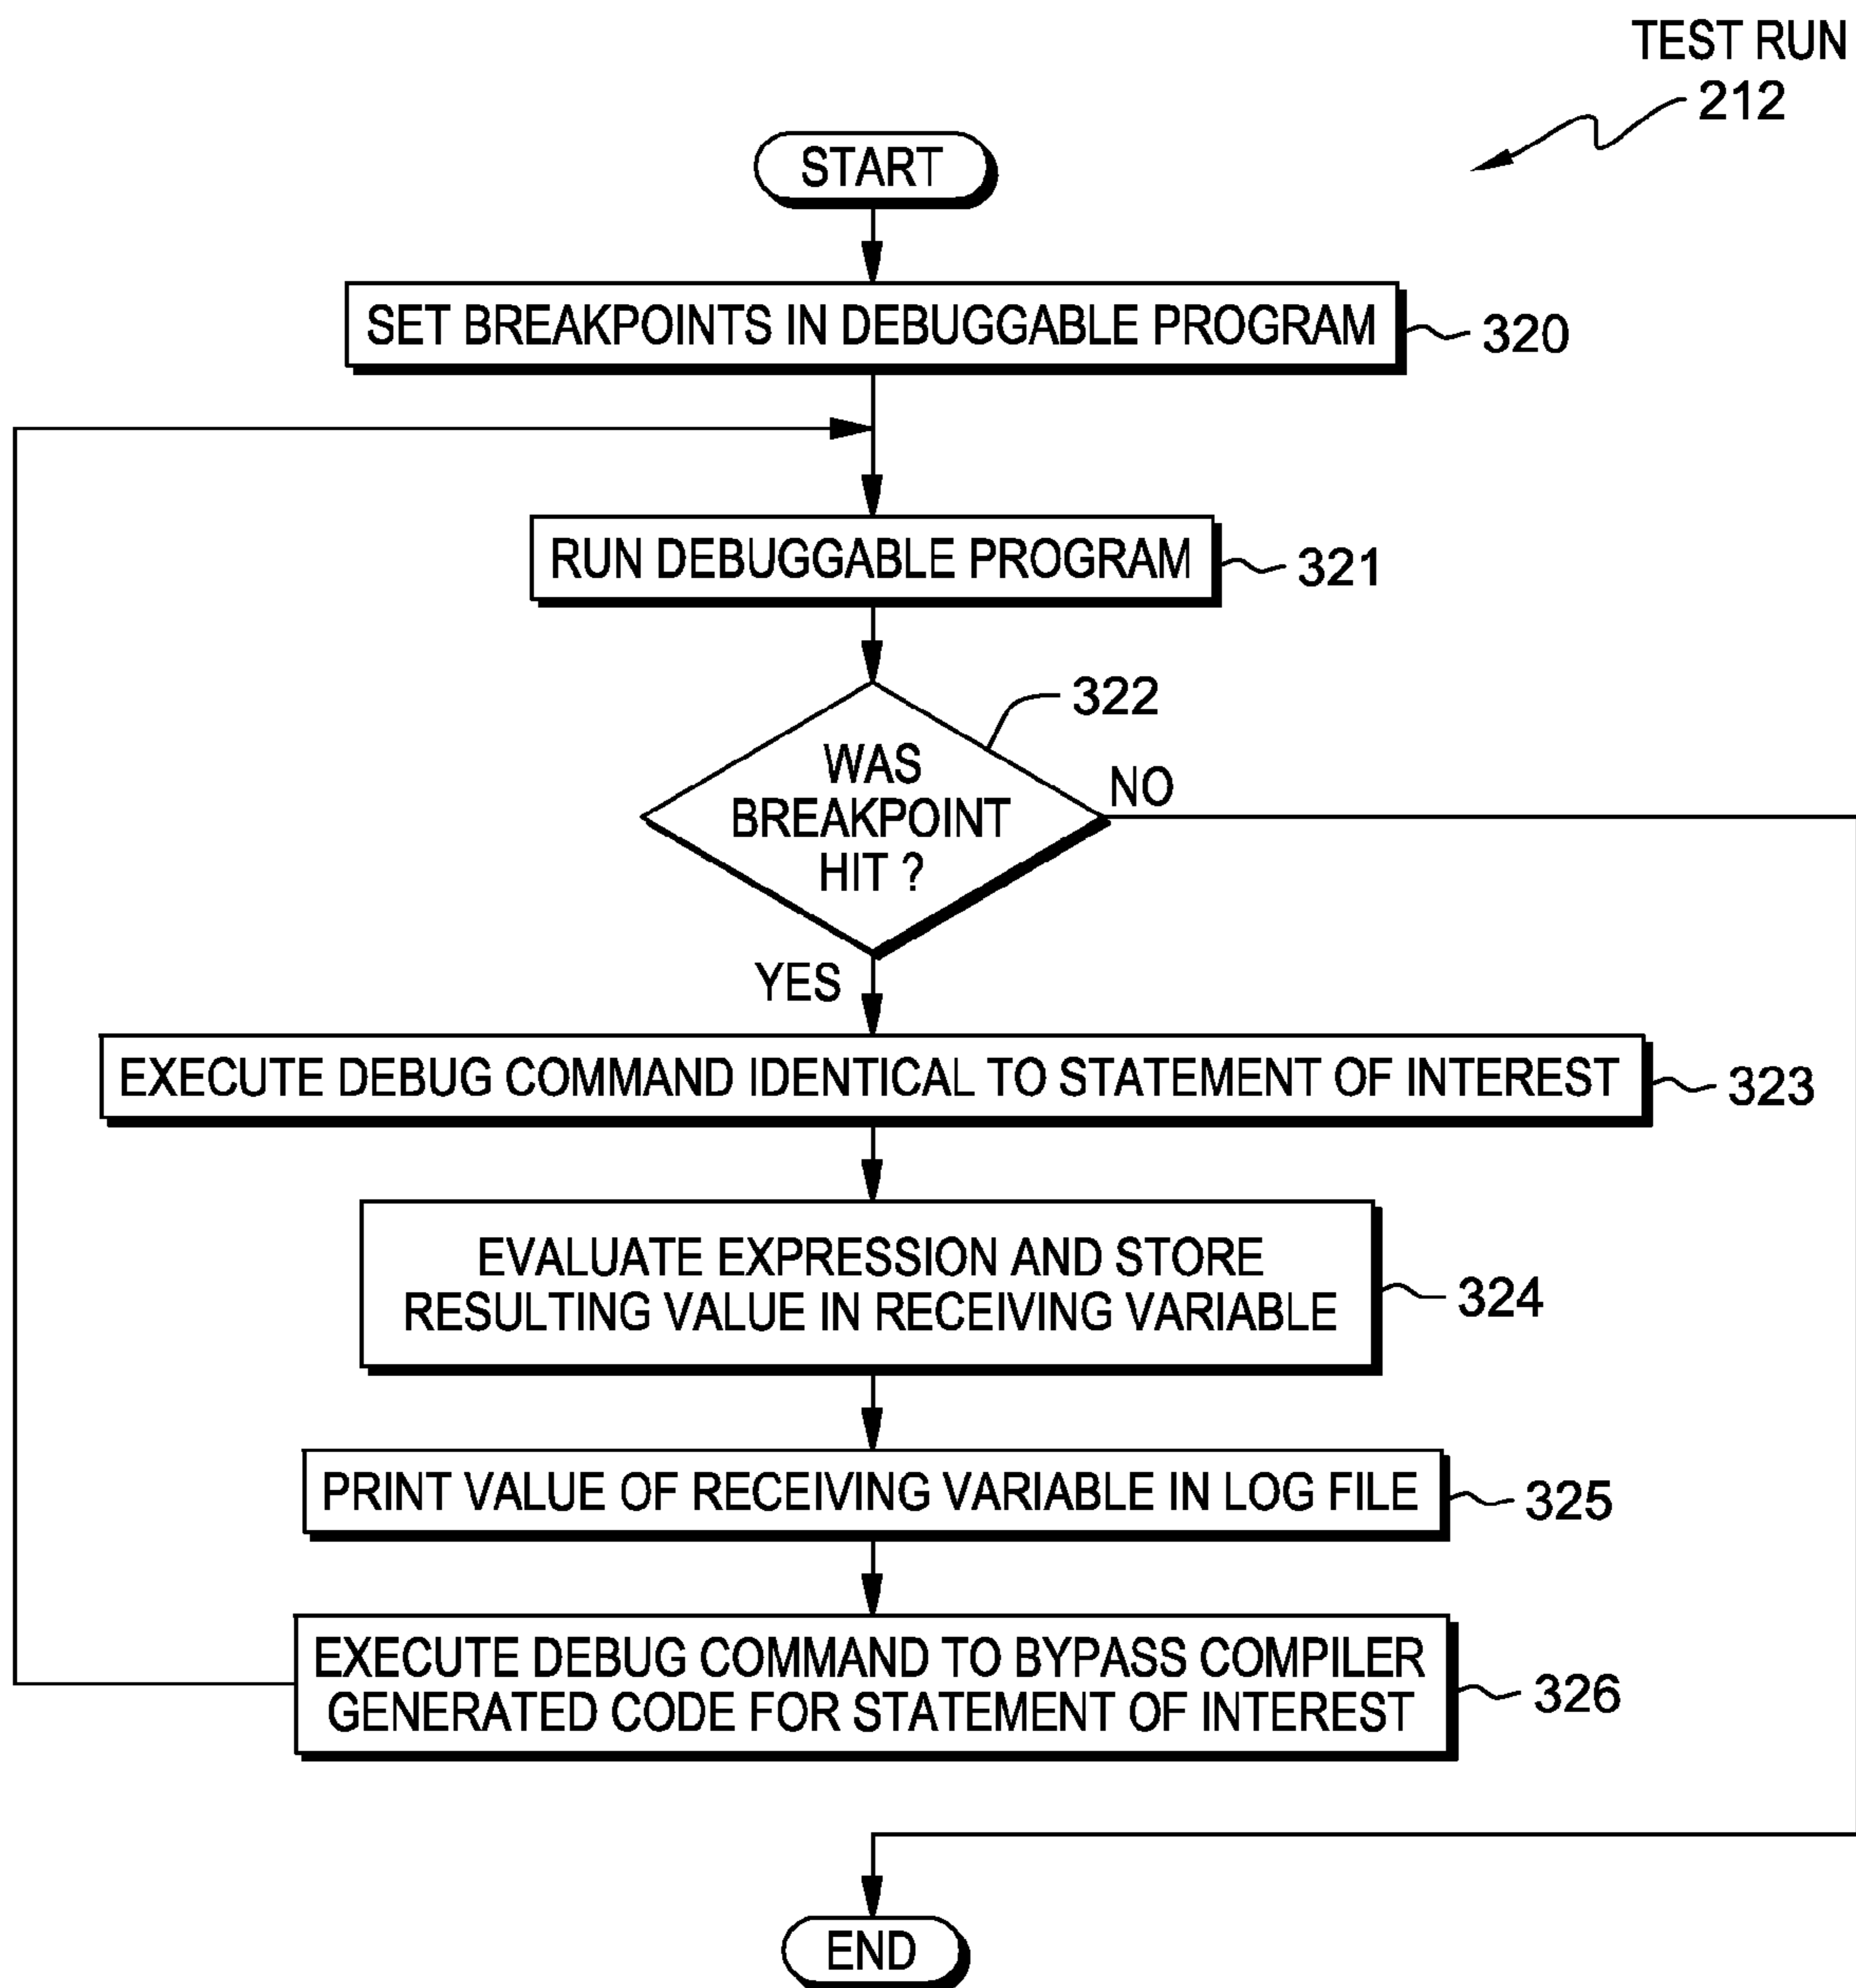 TEST RUN
212
START
SET BREAKPOINTS IN DEBUGGABLE PROGRAM
320
RUN DEBUGGABLE PROGRAM
321
322
WAS
BREAKPOINT
HIT ?
NO
YES
EXECUTE DEBUG COMMAND IDENTICAL TO STATEMENT OF INTEREST
323
EVALUATE EXPRESSION AND STORE
RESULTING VALUE IN RECEIVING VARIABLE
324
PRINT VALUE OF RECEIVING VARIABLE IN LOG FILE
325
EXECUTE DEBUG COMMAND TO BYPASS COMPILER
GENERATED CODE FOR STATEMENT OF INTEREST
326
END